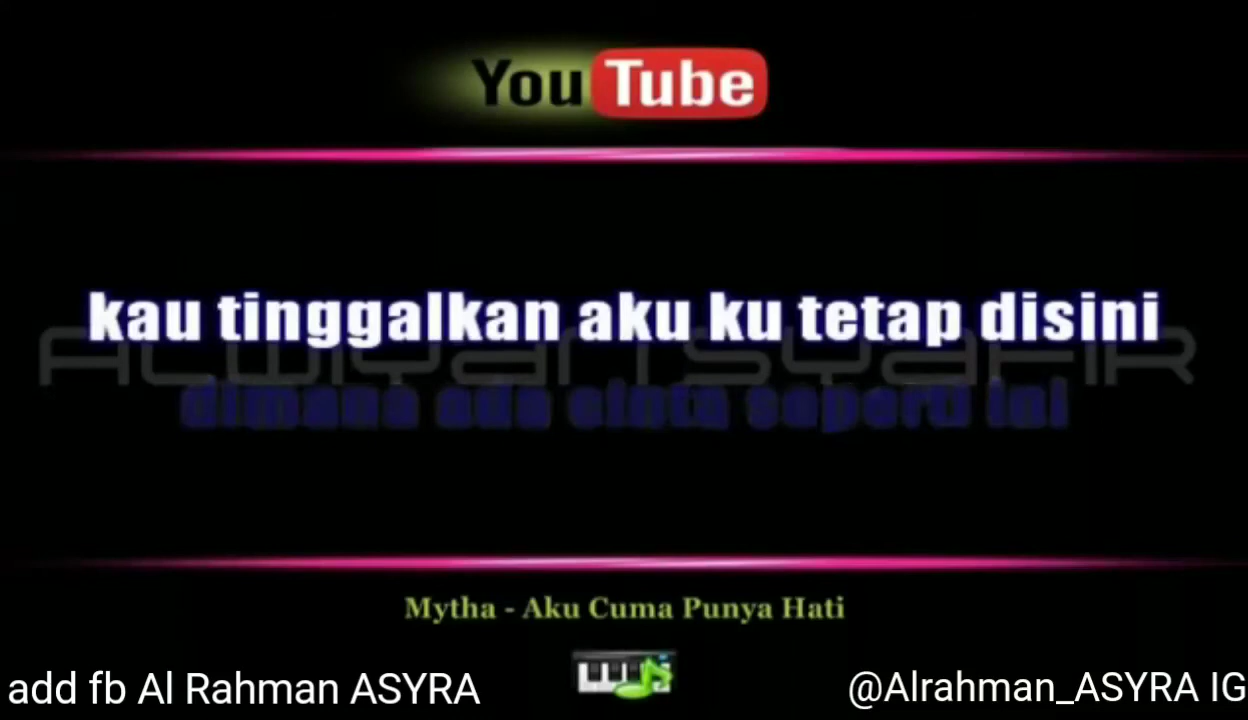 YouTube
kau tinggalkan aku ku tetap disini
ALWIYANSYAFIR
dimana ada cinta seperti ini
Mytha - Aku Cuma Punya Hati
add fb Al Rahman ASYRA
@Alrahman_ASYRA IG